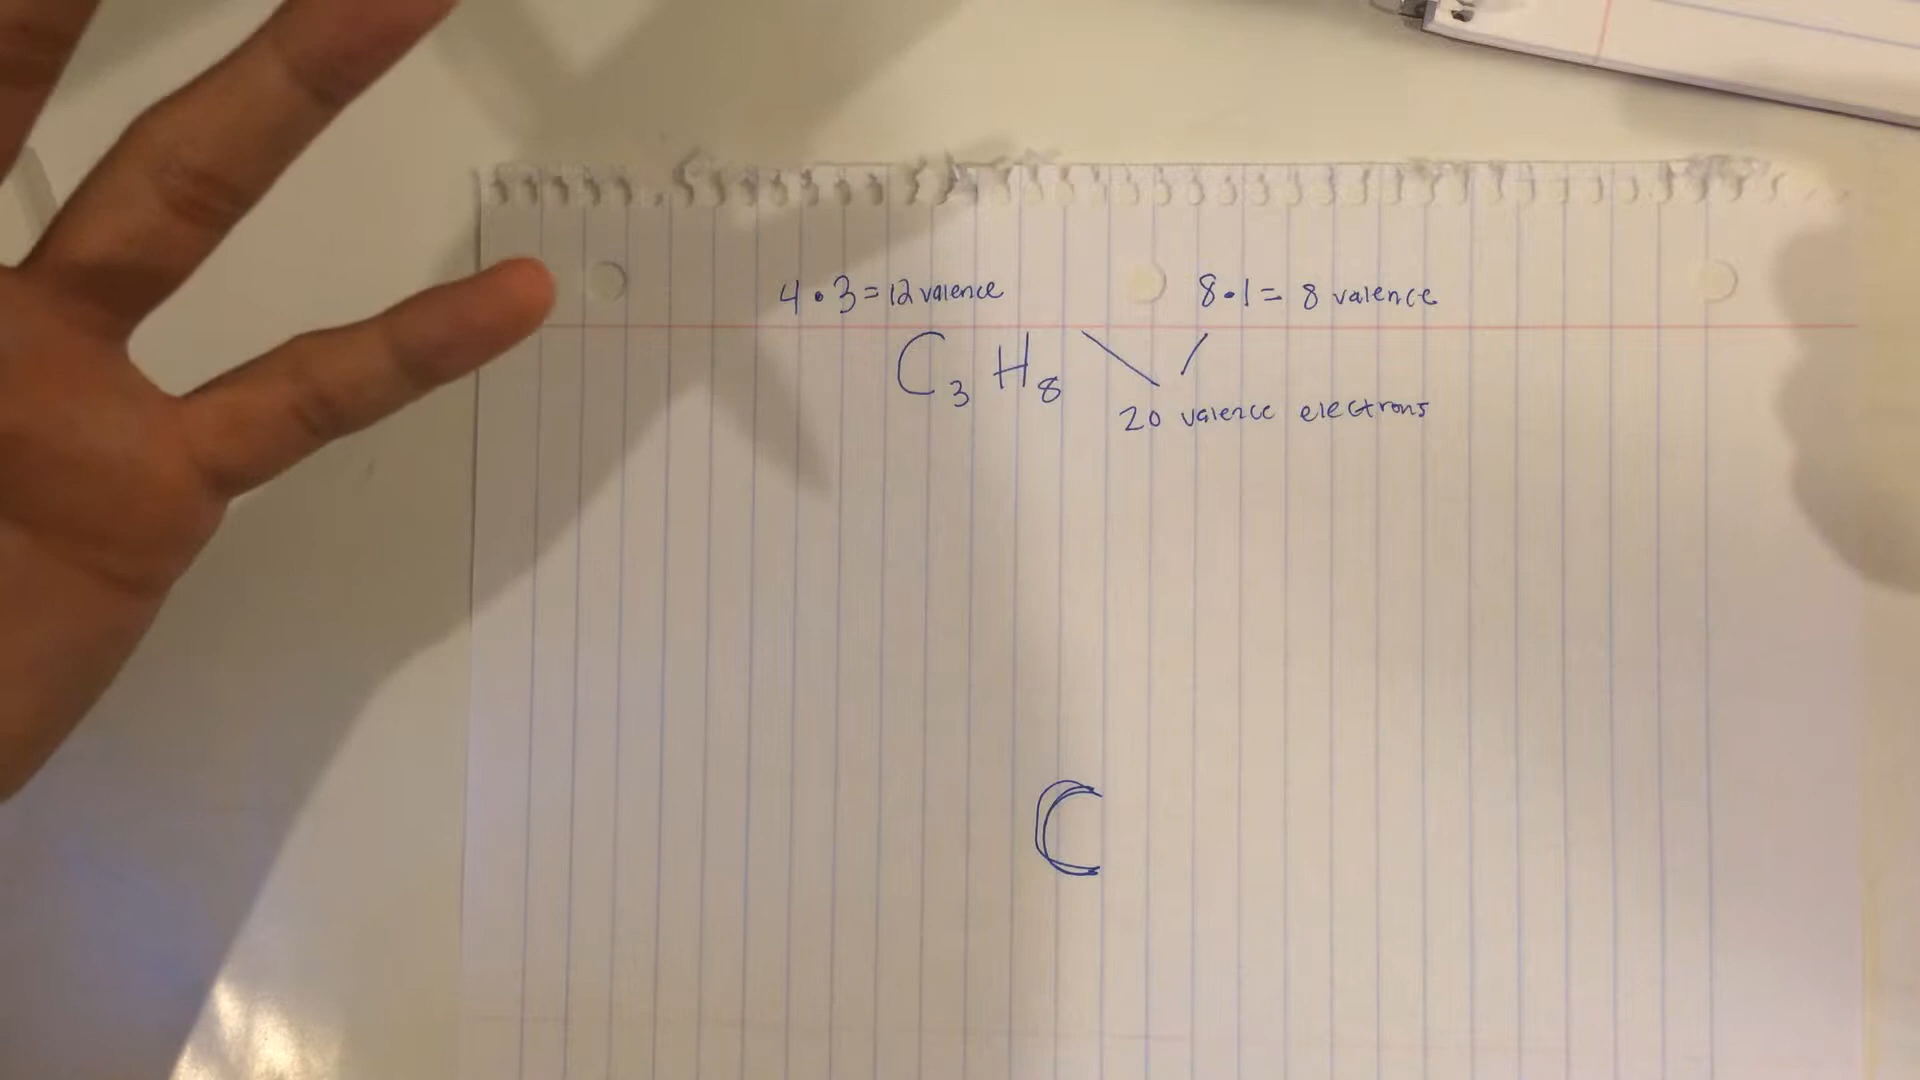 4 • 3 = 12 valence 8 • 1 = 8 valence
C3 H8
20 valence electrons
C